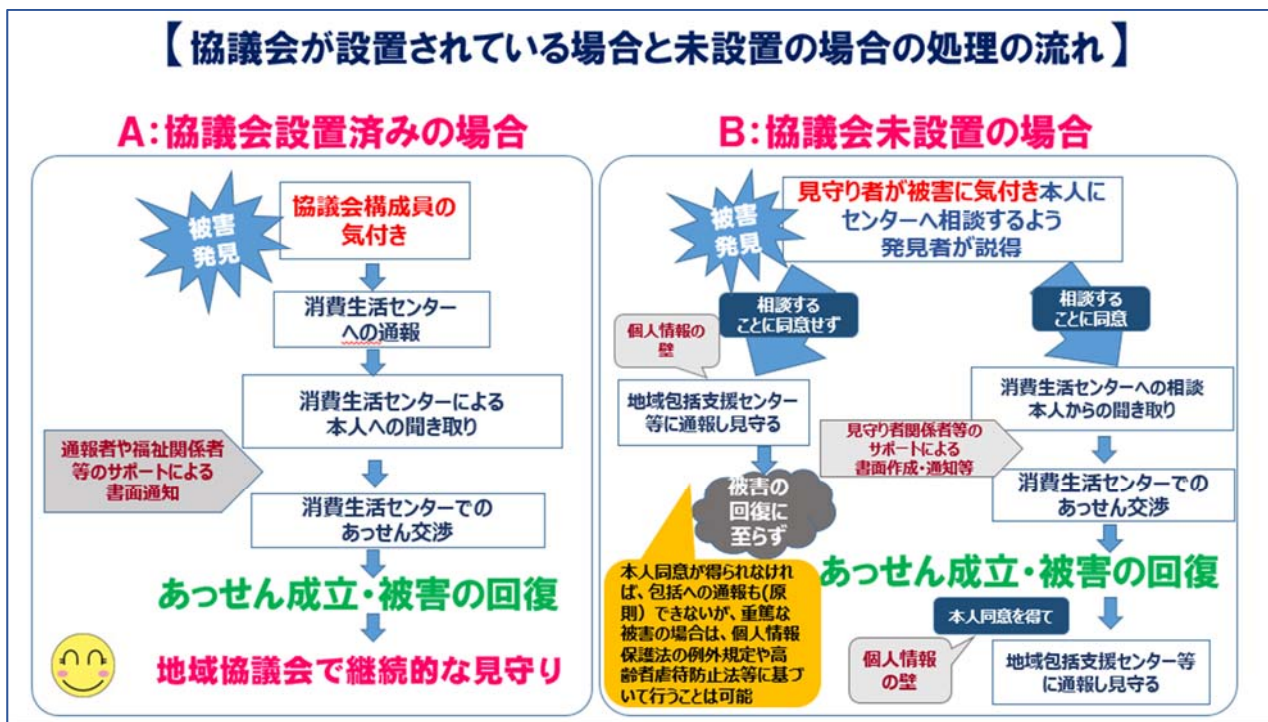 【協議会が設置されている場合と未設置の場合の処理の流れ】
A:協議会設置済みの場合
被害
発見
協議会構成員の
気付き
消費生活センター
への通報
消費生活センターによる
本人への聞き取り
通報者や福祉関係者
等のサポートによる
書面通知
消費生活センターでの
あっせん交渉
あっせん成立・被害の回復
地域協議会で継続的な見守り
B:協議会未設置の場合
被害
発見
見守り者が被害に気付き本人に
センターへ相談するよう
発見者が説得
相談する
ことに同意せず
個人情報の
壁
地域包括支援センター
等に通報し見守る
被害の
回復に
至らず
本人同意が得られなけれ
ば、包括への通報も(原
則）できないが、重篤な
被害の場合は、個人情報
保護法の例外規定や高
齢者虐待防止法等に基づ
いて行うことは可能
相談する
ことに同意
消費生活センターへの相談
本人からの聞き取り
見守り者関係者等の
サポートによる
書面作成・通知等
消費生活センターでの
あっせん交渉
あっせん成立・被害の回復
本人同意を得て
個人情報
の壁
地域包括支援センター等
に通報し見守る